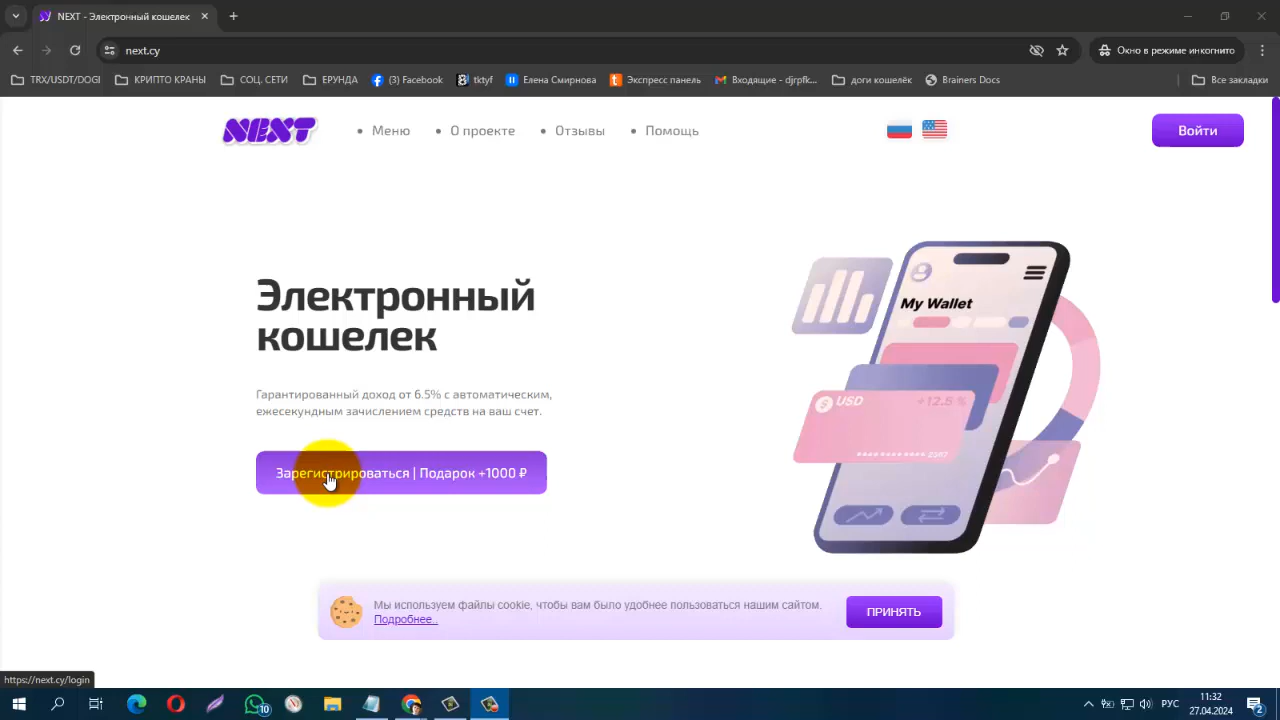 NEXT - Электронный кошелек
next.cy
Окно в режиме инкогнито
TRX/USDT/DOGI
КРИПТО КРАНЫ
СОЦ. СЕТИ
ЕРУНДА
(3) Facebook
tktyf
Елена Смирнова
Экспресс панель
Входящие - djrpfk...
доги кошелёк
Brainers Docs
Все закладки
NEXT
Меню
О проекте
Отзывы
Помощь
Войти
Электронный
кошелек
Гарантированный доход от 6.5% с автоматическим,
ежесекундным зачислением средств на ваш счет.
Зарегистрироваться | Подарок +1000 ₽
My Wallet
USD
+12.5 %
Мы используем файлы cookie, чтобы вам было удобнее пользоваться нашим сайтом.
Подробнее..
ПРИНЯТЬ
https://next.cy/login
10
РУС
11:32
27.04.2024
2